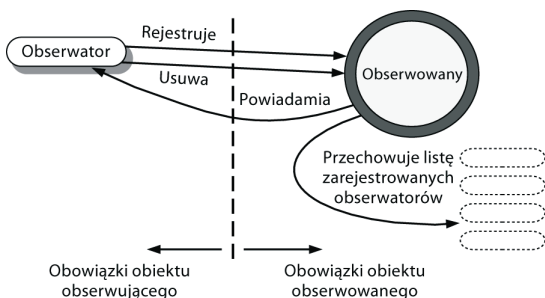 Rejestruje
Obserwator
Obserwowany
Usuwa
Powiadamia
Przechowuje listę
zarejestrowanych
obserwatorów
Obowiązki obiektu
obserwującego
Obowiązki obiektu
obserwowanego